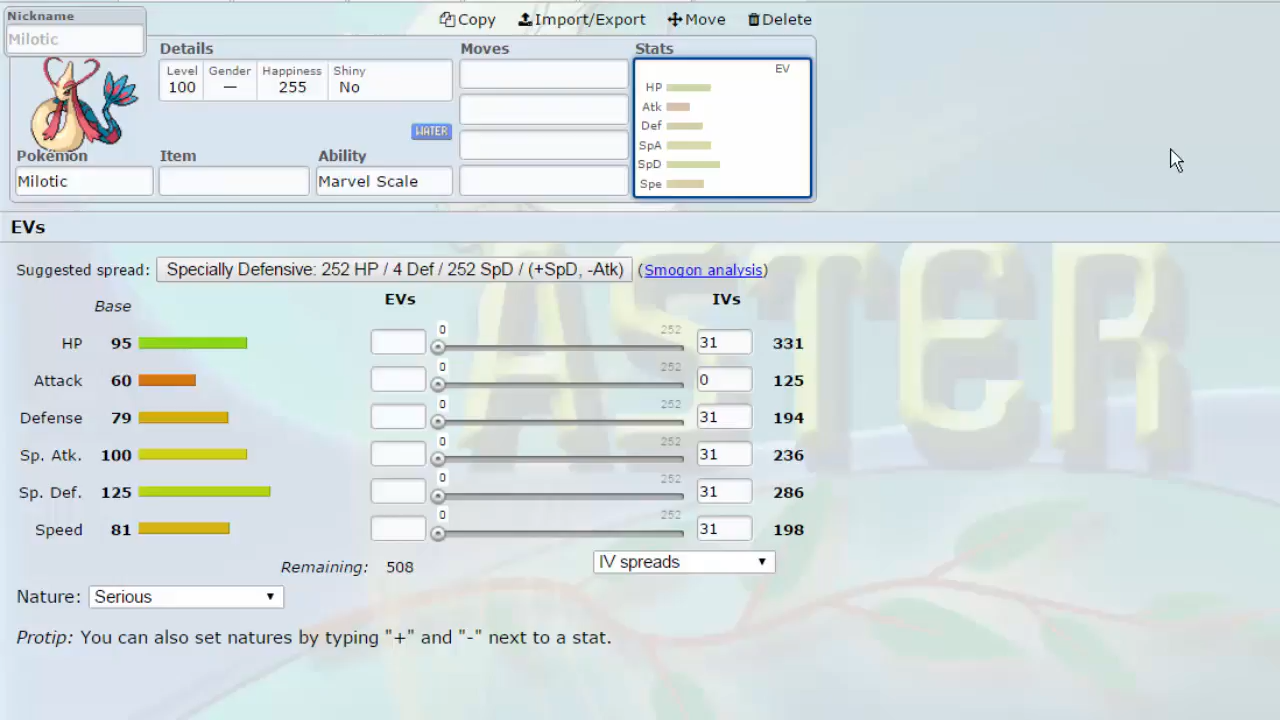 Nickname
Milotic
Copy Import/Export Move Delete
Details
Moves
Stats
Level Gender Happiness Shiny
100 — 255 No
EV
HP
Atk
Def
SpA
SpD
Spe
WATER
Pokémon Item Ability
Milotic Marvel Scale
EVs
Suggested spread: Specially Defensive: 252 HP / 4 Def / 252 SpD / (+SpD, -Atk) (Smogon analysis)
Base EVs IVs
HP 95 0 252 31 331
Attack 60 0 252 0 125
Defense 79 0 252 31 194
Sp. Atk. 100 0 252 31 236
Sp. Def. 125 0 252 31 286
Speed 81 0 252 31 198
Remaining: 508 IV spreads
Nature: Serious
Protip: You can also set natures by typing "+" and "-" next to a stat.
ASTER